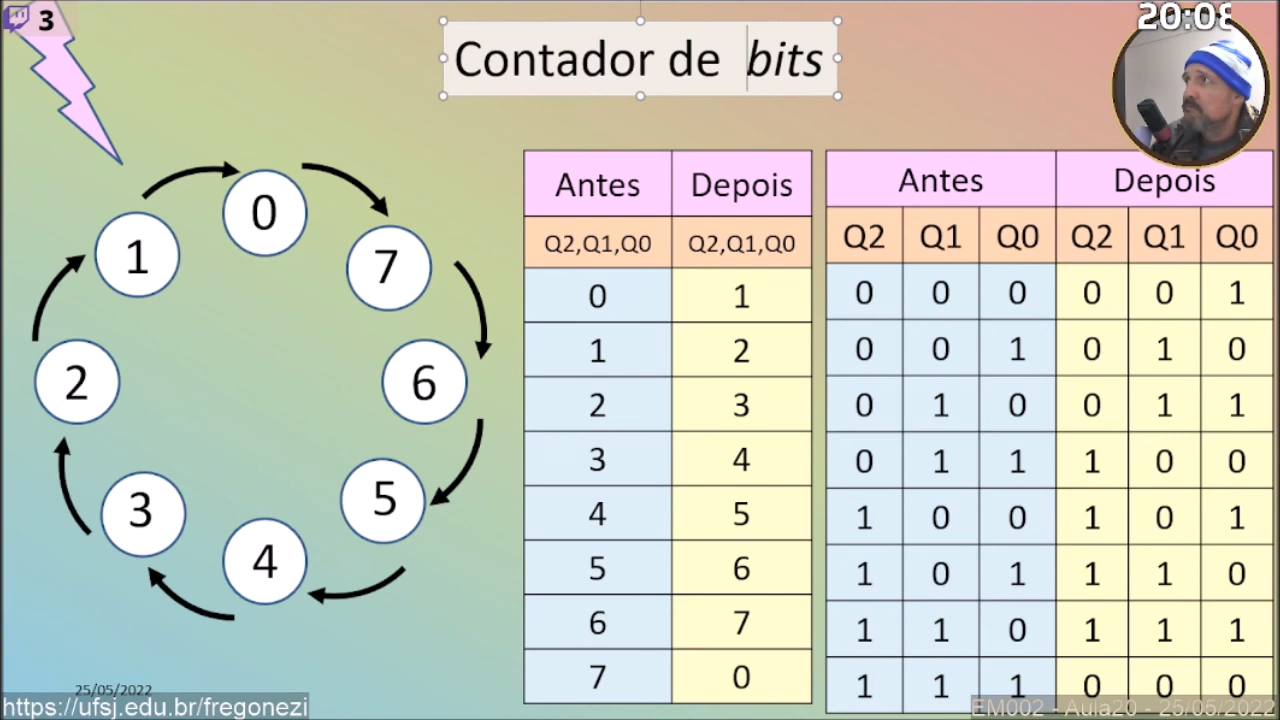 3
20:08
Contador de bits
0
7
6
5
4
3
2
1
Antes Depois
Q2,Q1,Q0 Q2,Q1,Q0
0 1
1 2
2 3
3 4
4 5
5 6
6 7
7 0
Antes Depois
Q2 Q1 Q0 Q2 Q1 Q0
0 0 0 0 0 1
0 0 1 0 1 0
0 1 0 0 1 1
0 1 1 1 0 0
1 0 0 1 0 1
1 0 1 1 1 0
1 1 0 1 1 1
1 1 1 0 0 0
25/05/2022
https://ufsj.edu.br/fregonezi
EM002 - Aula20 - 25/05/2022